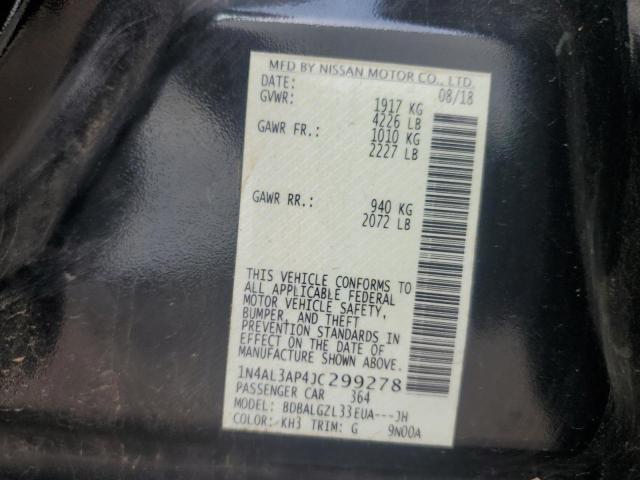 MFD BY NISSAN MOTOR CO., LTD.
DATE: 08/18
GVWR: 1917 KG
4226 LB
GAWR FR.: 1010 KG
2227 LB
GAWR RR.: 940 KG
2072 LB
THIS VEHICLE CONFORMS TO
ALL APPLICABLE FEDERAL
MOTOR VEHICLE SAFETY,
BUMPER, AND THEFT
PREVENTION STANDARDS IN
EFFECT ON THE DATE OF
MANUFACTURE SHOWN ABOVE.
1N4AL3AP4JC299278
PASSENGER CAR 364
MODEL: BDBALGZL33EUA---JH
COLOR: KH3 TRIM: G 9N00A